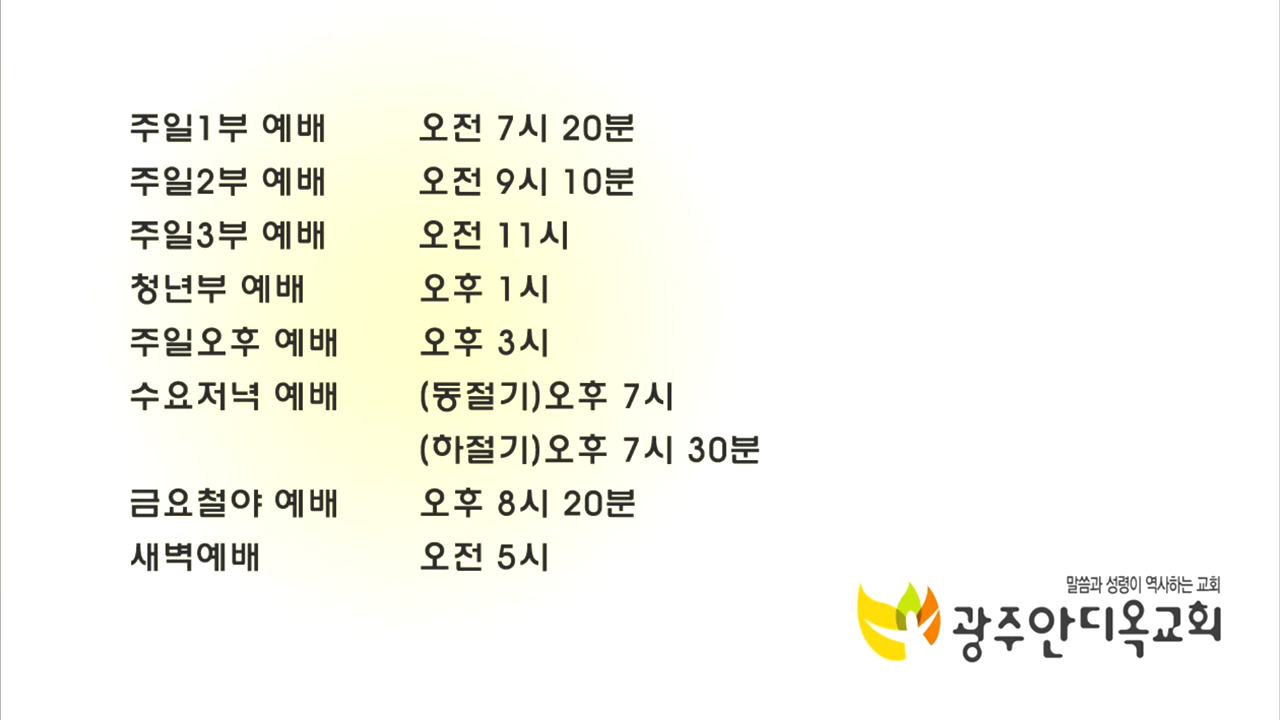 주일1부 예배 오전 7시 20분
주일2부 예배 오전 9시 10분
주일3부 예배 오전 11시
청년부 예배 오후 1시
주일오후 예배 오후 3시
수요저녁 예배 (동절기)오후 7시
(하절기)오후 7시 30분
금요철야 예배 오후 8시 20분
새벽예배 오전 5시
말씀과 성령이 역사하는 교회
광주안디옥교회